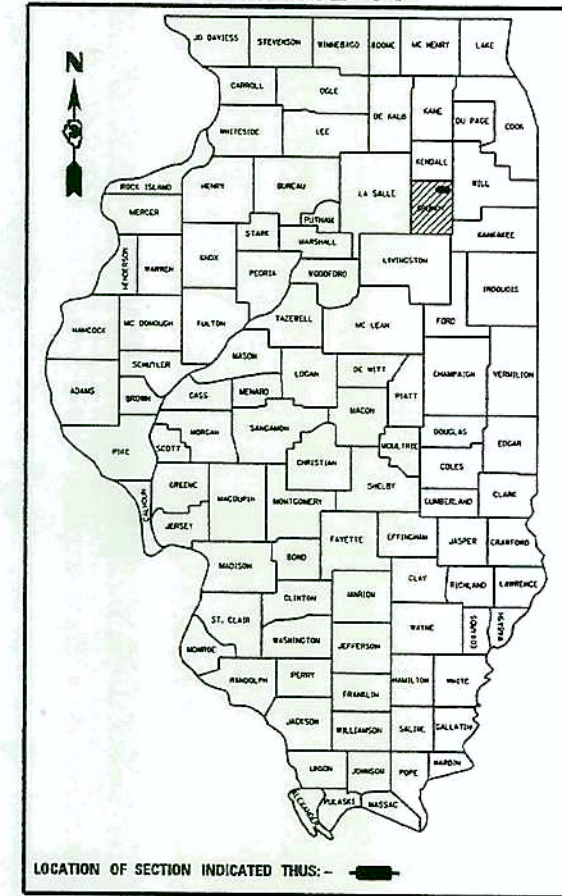 JO DAVIESS STEVENSON WINNEBAGO BOONE MC HENRY LAKE
N
CARROLL OGLE DE KALB KANE DU PAGE COOK
WHITESIDE LEE KENDALL WILL
ROCK ISLAND HENRY BUREAU LA SALLE GRUNDY
MERCER PUTNAM KANKAKEE
HENDERSON WARREN KNOX STARK MARSHALL LIVINGSTON
PEORIA WOODFORD IROQUOIS
HANCOCK MC DONOUGH FULTON TAZEWELL MC LEAN FORD
SCHUYLER MASON LOGAN DE WITT CHAMPAIGN VERMILION
ADAMS BROWN CASS MENARD MACON PIATT
PIKE SCOTT MORGAN SANGAMON MOULTRIE DOUGLAS EDGAR
CHRISTIAN COLES
CALHOUN GREENE MACOUPIN MONTGOMERY SHELBY CUMBERLAND CLARK
JERSEY FAYETTE EFFINGHAM JASPER CRAWFORD
MADISON BOND CLAY RICHLAND LAWRENCE
CLINTON MARION
ST. CLAIR WAYNE EDWARDS WABASH
MONROE WASHINGTON JEFFERSON
RANDOLPH PERRY HAMILTON WHITE
FRANKLIN
JACKSON WILLIAMSON SALINE GALLATIN
UNION JOHNSON POPE HARDIN
ALEXANDER PULASKI MASSAC
LOCATION OF SECTION INDICATED THUS: -